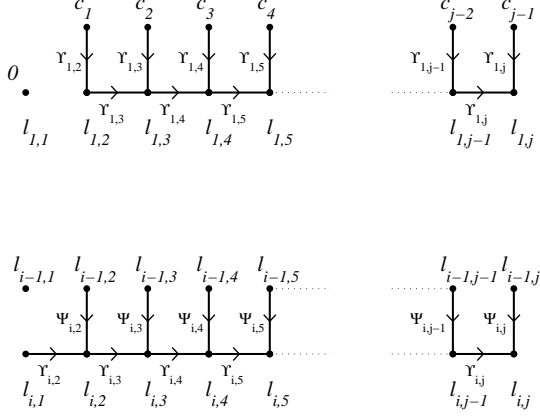 c1 c2 c3 c4 cj−2 cj−1
0 ϒ1,2 ϒ1,3 ϒ1,4 ϒ1,5 ϒ1,j−1 ϒ1,j
ϒ1,3 ϒ1,4 ϒ1,5 ϒ1,j
l1,1 l1,2 l1,3 l1,4 l1,5 l1,j−1 l1,j
li−1,1 li−1,2 li−1,3 li−1,4 li−1,5 li−1,j−1 li−1,j
Ψi,2 Ψi,3 Ψi,4 Ψi,5 Ψi,j−1 Ψi,j
ϒi,2 ϒi,3 ϒi,4 ϒi,5 ϒi,j
li,1 li,2 li,3 li,4 li,5 li,j−1 li,j